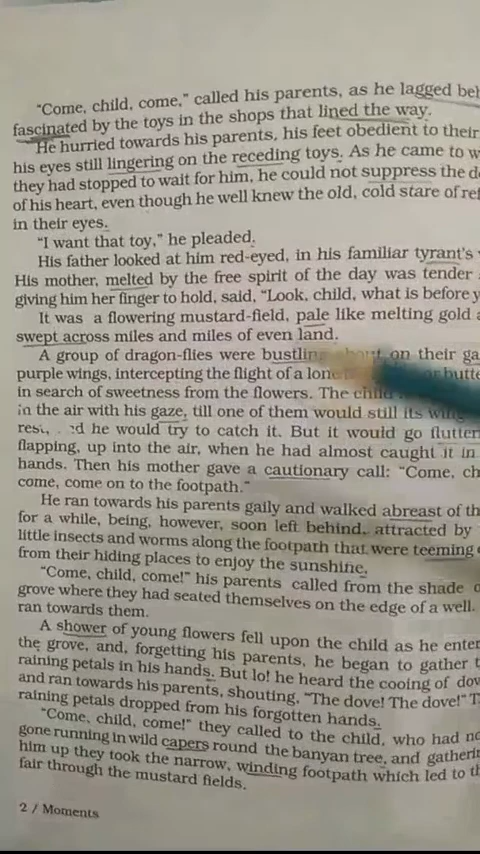 "Come, child, come," called his parents, as he lagged
fascinated by the toys in the shops that lined the way.
He hurried towards his parents, his feet obedient to their
his eyes still lingering on the receding toys. As he came to
they had stopped to wait for him, he could not suppress the
of his heart, even though he well knew the old, cold stare of
in their eyes.
"I want that toy," he pleaded.
His father looked at him red-eyed, in his familiar tyrant's
His mother, melted by the free spirit of the day was tender
giving him her finger to hold, said, "Look, child, what is before
It was a flowering mustard-field, pale like melting gold
swept across miles and miles of even land.
A group of dragon-flies were bustling about on their
purple wings, intercepting the flight of a
in search of sweetness from the flowers. The child
in the air with his gaze, till one of them would still its wings
he would try to catch it. But it would go
flapping, up into the air, when he had almost caught it in
hands. Then his mother gave a cautionary call: "Come,
come, come on to the footpath."
He ran towards his parents gaily and walked abreast of
for a while, being, however, soon left behind, attracted by
little insects and worms along the footpath that were teeming
from their hiding places to enjoy the sunshine.
"Come, child, come!" his parents called from the shade
grove where they had seated themselves on the edge of a well.
ran towards them.
A shower of young flowers fell upon the child as he
the grove, and, forgetting his parents, he began to gather
raining petals in his hands. But lo! he heard the cooing of
and ran towards his parents, shouting, "The dove! The dove!"
raining petals dropped from his forgotten hands.
"Come, child, come!" they called to the child, who had
gone running in wild capers round the banyan tree, and
him up they took the narrow, winding footpath which led to
fair through the mustard fields.
2 / Moments